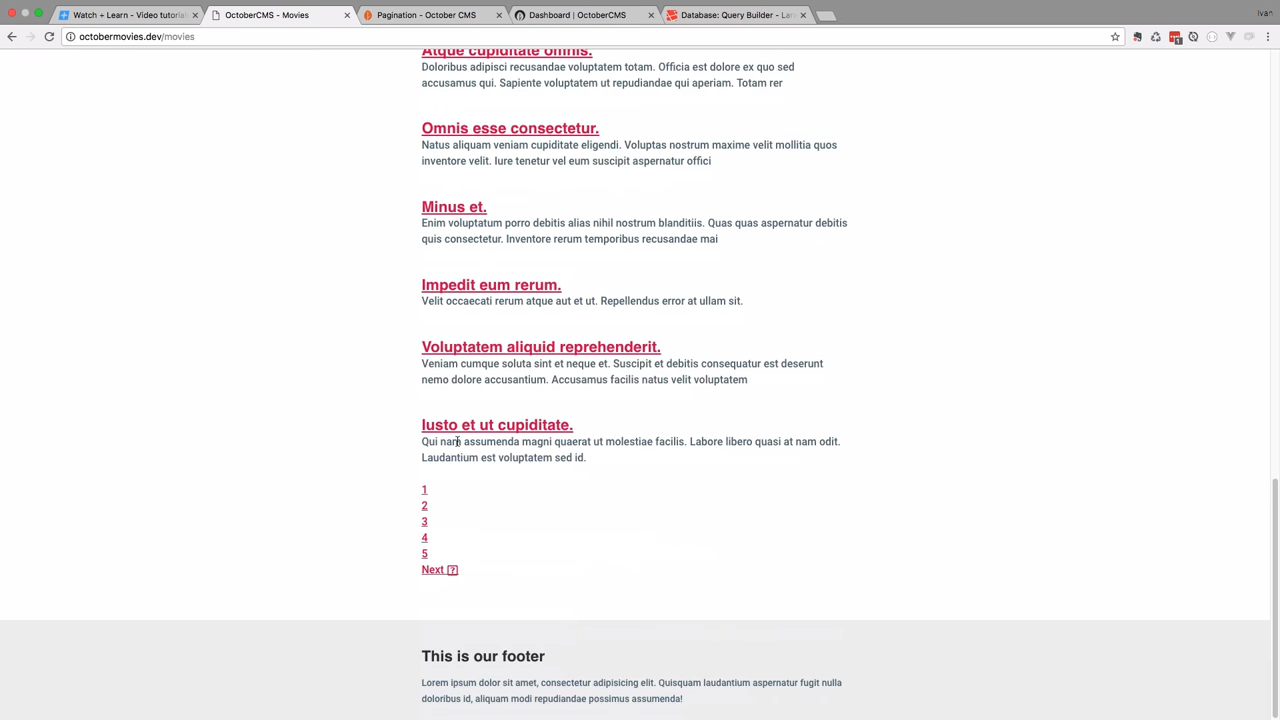 Watch + Learn - Video tutorial
OctoberCMS - Movies
Pagination - October CMS
Dashboard | OctoberCMS
Database: Query Builder - Lar
Ivan
octobermovies.dev/movies
Atque cupiditate omnis.
Doloribus adipisci recusandae voluptatem totam. Officia est dolore ex quo sed
accusamus qui. Sapiente voluptatem ut repudiandae qui aperiam. Totam rer
Omnis esse consectetur.
Natus aliquam veniam cupiditate eligendi. Voluptas nostrum maxime velit mollitia quos
inventore velit. Iure tenetur vel eum suscipit aspernatur offici
Minus et.
Enim voluptatum porro debitis alias nihil nostrum blanditiis. Quas quas aspernatur debitis
quis consectetur. Inventore rerum temporibus recusandae mai
Impedit eum rerum.
Velit occaecati rerum atque aut et ut. Repellendus error at ullam sit.
Voluptatem aliquid reprehenderit.
Veniam cumque soluta sint et neque et. Suscipit et debitis consequatur est deserunt
nemo dolore accusantium. Accusamus facilis natus velit voluptatem
Iusto et ut cupiditate.
Qui nam assumenda magni quaerat ut molestiae facilis. Labore libero quasi at nam odit.
Laudantium est voluptatem sed id.
1
2
3
4
5
Next
This is our footer
Lorem ipsum dolor sit amet, consectetur adipisicing elit. Quisquam laudantium aspernatur fugit nulla
doloribus id, aliquam modi repudiandae possimus assumenda!